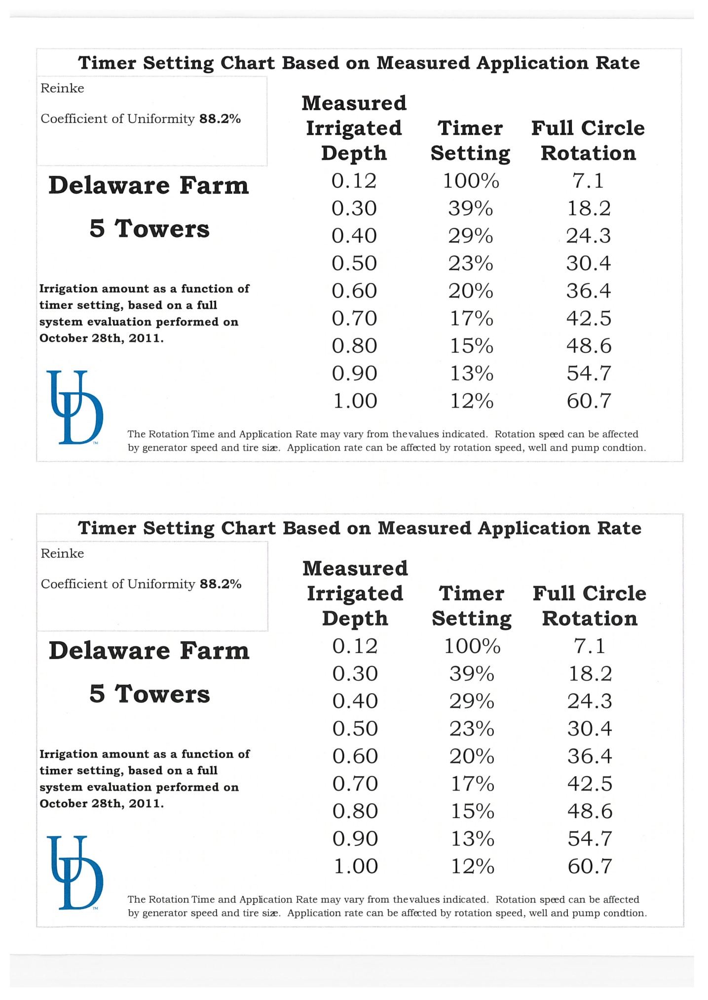 Timer Setting Chart Based on Measured Application Rate
Reinke
Coefficient of Uniformity 88.2%
Delaware Farm
5 Towers
Irrigation amount as a function of
timer setting, based on a full
system evaluation performed on
October 28th, 2011.
Measured
Irrigated Timer Full Circle
Depth Setting Rotation
0.12 100% 7.1
0.30 39% 18.2
0.40 29% 24.3
0.50 23% 30.4
0.60 20% 36.4
0.70 17% 42.5
0.80 15% 48.6
0.90 13% 54.7
1.00 12% 60.7
UD
TM
The Rotation Time and Application Rate may vary from thevalues indicated. Rotation speed can be affected
by generator speed and tire size. Application rate can be affected by rotation speed, well and pump condtion.
Timer Setting Chart Based on Measured Application Rate
Reinke
Coefficient of Uniformity 88.2%
Delaware Farm
5 Towers
Irrigation amount as a function of
timer setting, based on a full
system evaluation performed on
October 28th, 2011.
Measured
Irrigated Timer Full Circle
Depth Setting Rotation
0.12 100% 7.1
0.30 39% 18.2
0.40 29% 24.3
0.50 23% 30.4
0.60 20% 36.4
0.70 17% 42.5
0.80 15% 48.6
0.90 13% 54.7
1.00 12% 60.7
UD
TM
The Rotation Time and Application Rate may vary from thevalues indicated. Rotation speed can be affected
by generator speed and tire size. Application rate can be affected by rotation speed, well and pump condtion.